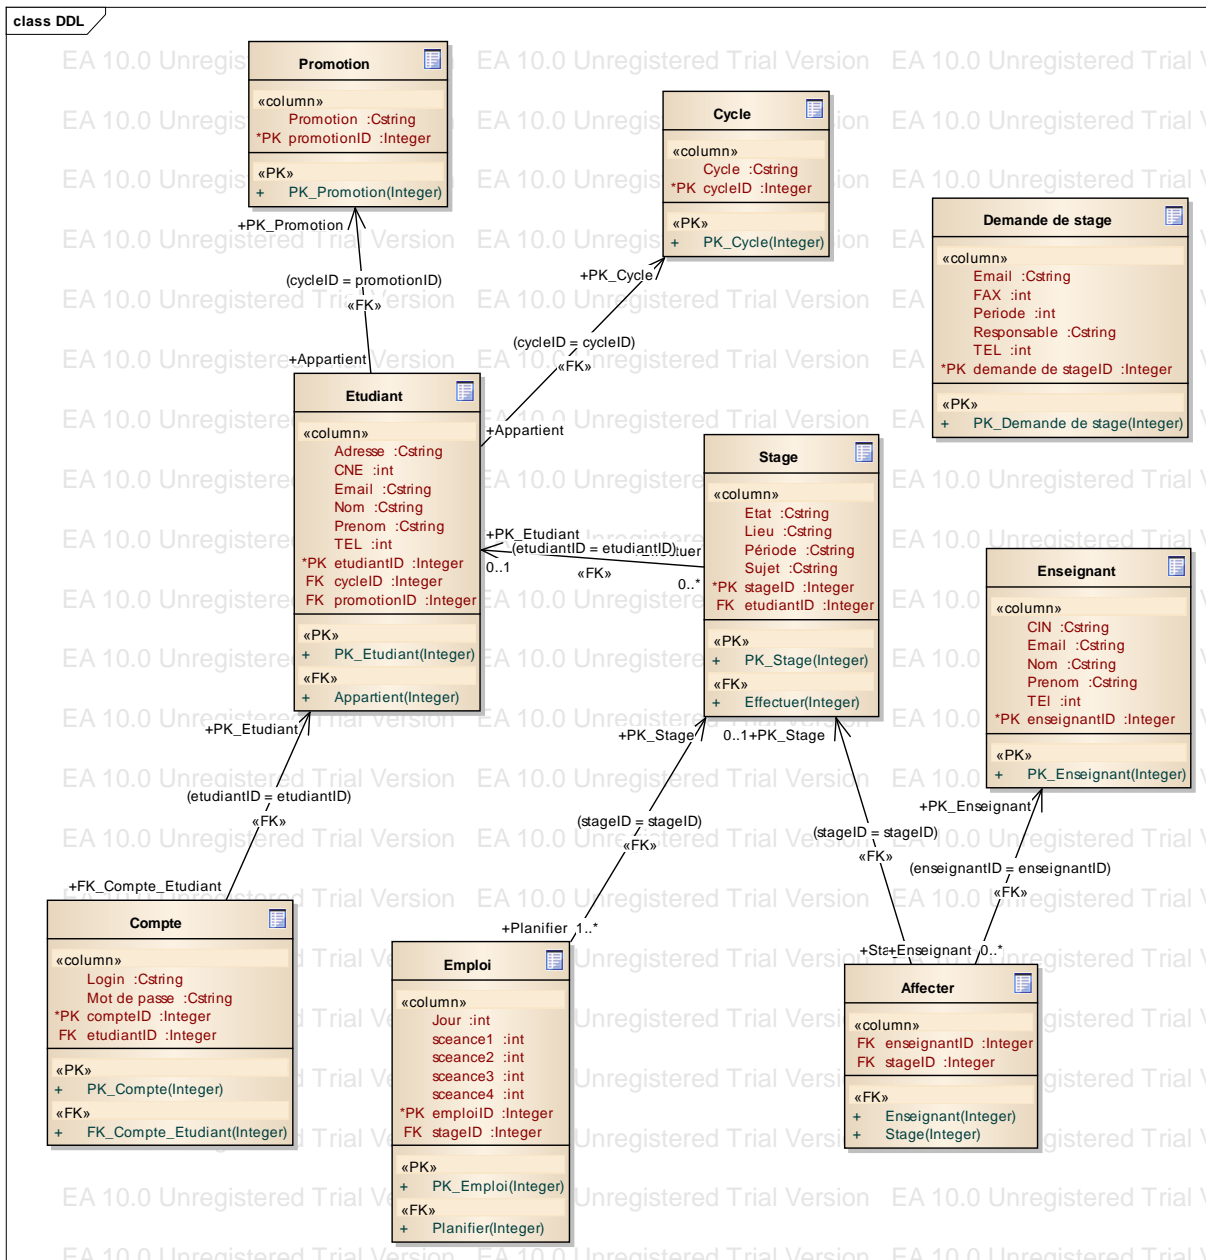 class DDL
Promotion
«column»
Promotion :Cstring
*PK promotionID :Integer
«PK»
+ PK_Promotion(Integer)
Cycle
«column»
Cycle :Cstring
*PK cycleID :Integer
«PK»
+ PK_Cycle(Integer)
Demande de stage
«column»
Email :Cstring
FAX :int
Periode :int
Responsable :Cstring
TEL :int
*PK demande de stageID :Integer
«PK»
+ PK_Demande de stage(Integer)
+PK_Promotion
(cycleID = promotionID)
«FK»
+Appartient
+PK_Cycle
(cycleID = cycleID)
«FK»
+Appartient
Etudiant
«column»
Adresse :Cstring
CNE :int
Email :Cstring
Nom :Cstring
Prenom :Cstring
TEL :int
*PK etudiantID :Integer
FK cycleID :Integer
FK promotionID :Integer
«PK»
+ PK_Etudiant(Integer)
«FK»
+ Appartient(Integer)
+PK_Etudiant
(etudiantID = etudiantID)
0..1
«FK»
0..*
Stage
«column»
Etat :Cstring
Lieu :Cstring
Période :Cstring
Sujet :Cstring
*PK stageID :Integer
FK etudiantID :Integer
«PK»
+ PK_Stage(Integer)
«FK»
+ Effectuer(Integer)
Enseignant
«column»
CIN :Cstring
Email :Cstring
Nom :Cstring
Prenom :Cstring
TEl :int
*PK enseignantID :Integer
«PK»
+ PK_Enseignant(Integer)
+PK_Etudiant
(etudiantID = etudiantID)
«FK»
+FK_Compte_Etudiant
+PK_Stage
(stageID = stageID)
«FK»
+Planifier 1..*
0..1 +PK_Stage
(stageID = stageID)
«FK»
+PK_Enseignant
(enseignantID = enseignantID)
«FK»
+Enseignant 0..*
Compte
«column»
Login :Cstring
Mot de passe :Cstring
*PK compteID :Integer
FK etudiantID :Integer
«PK»
+ PK_Compte(Integer)
«FK»
+ FK_Compte_Etudiant(Integer)
Emploi
«column»
Jour :int
sceance1 :int
sceance2 :int
sceance3 :int
sceance4 :int
*PK emploiID :Integer
FK stageID :Integer
«PK»
+ PK_Emploi(Integer)
«FK»
+ Planifier(Integer)
Affecter
«column»
FK enseignantID :Integer
FK stageID :Integer
«FK»
+ Enseignant(Integer)
+ Stage(Integer)
EA 10.0 Unregistered Trial Version